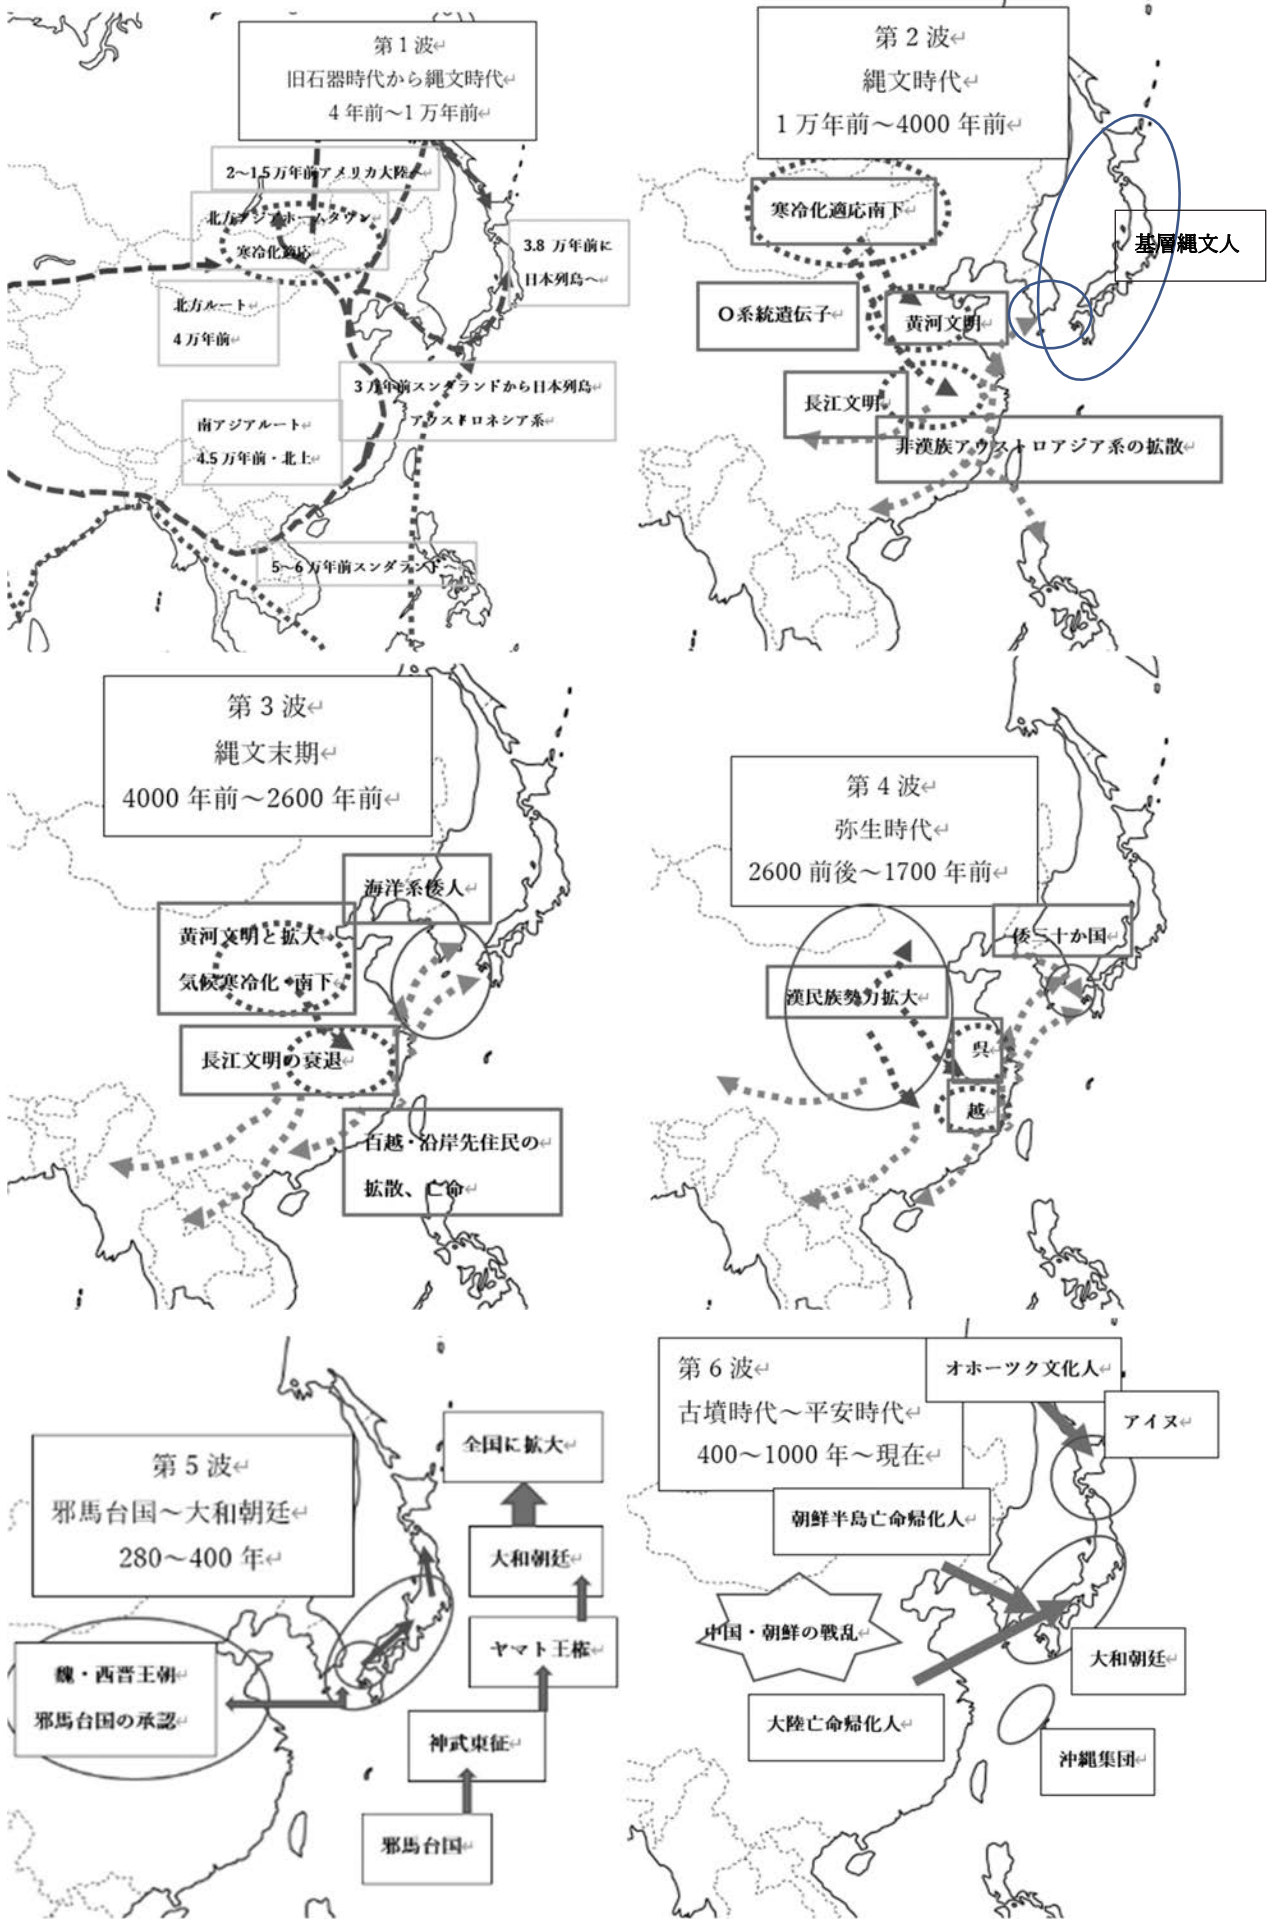 第1波↵
旧石器時代から縄文時代↵
4年前～1万年前↵
2～1.5万年前アメリカ大陸へ↵
北方アジアホームタウン
寒冷化適応
3.8 万年前に
日本列島へ↵
北方ルート↵
4万年前↵
3万年前スンダランドから日本列島↵
アウストロネシア系↵
南アジアルート↵
4.5万年前・北上↵
5～6万年前スンダランドへ↵
第2波↵
縄文時代↵
1万年前～4000年前↵
寒冷化適応南下↵
基層縄文人
O系統遺伝子↵
黄河文明↵
長江文明↵
非漢族アウストロアジア系の拡散↵
第3波↵
縄文末期↵
4000年前～2600年前↵
海洋系倭人↵
黄河文明と拡大↵
気候寒冷化・南下↵
長江文明の衰退↵
百越・沿岸先住民の↵
拡散、亡命↵
第4波↵
弥生時代↵
2600前後～1700年前↵
倭三十か国↵
漢民族勢力拡大↵
呉↵
越↵
第5波↵
邪馬台国～大和朝廷↵
280～400年↵
全国に拡大↵
大和朝廷↵
ヤマト王権↵
魏・西晋王朝↵
邪馬台国の承認↵
神武東征↵
邪馬台国↵
第6波↵
古墳時代～平安時代↵
400～1000年～現在↵
オホーツク文化人↵
アイヌ↵
朝鮮半島亡命帰化人↵
中国・朝鮮の戦乱↵
大和朝廷↵
大陸亡命帰化人↵
沖縄集団↵